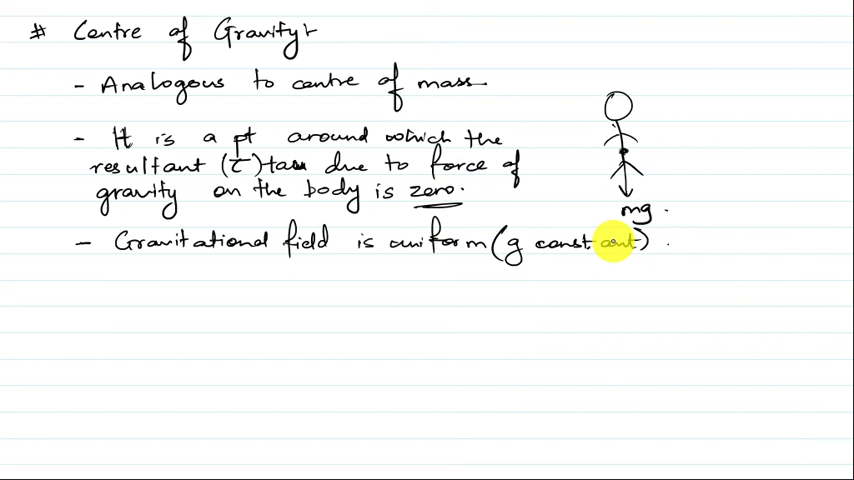 # Centre of Gravity
- Analogous to centre of mass
- It is a pt around which the
resultant (τ) tau due to force of
gravity on the body is zero.
mg.
- Gravitational field is uniform (g constant).